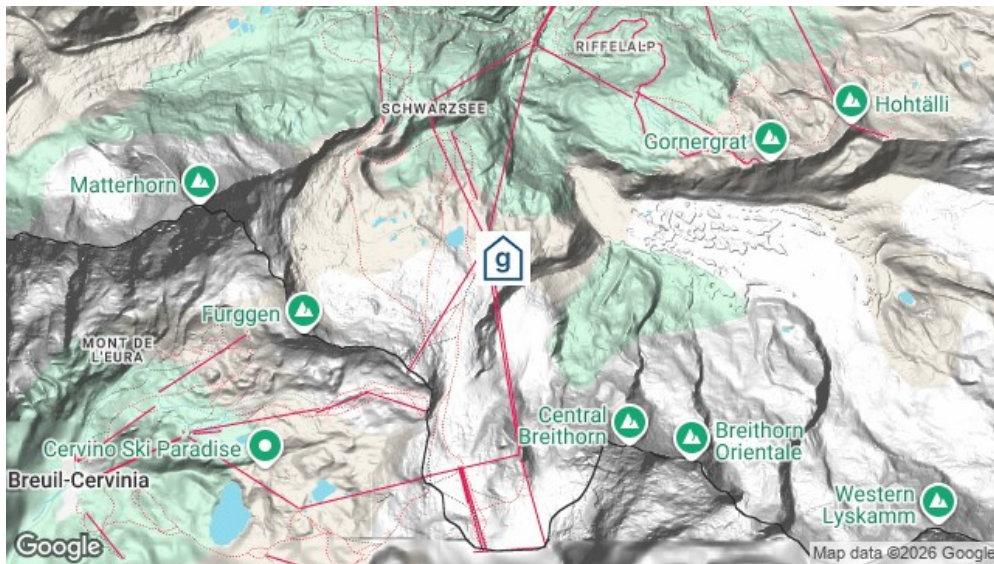 RIFFELALP
SCHWARZSEE
Hohtälli
Gornergrat
Matterhorn
g
Furggen
MONT DE
L'EURA
Central
Breithorn
Breithorn
Orientale
Cervino Ski Paradise
Breuil-Cervinia
Western
Lyskamm
Google
Map data ©2026 Google